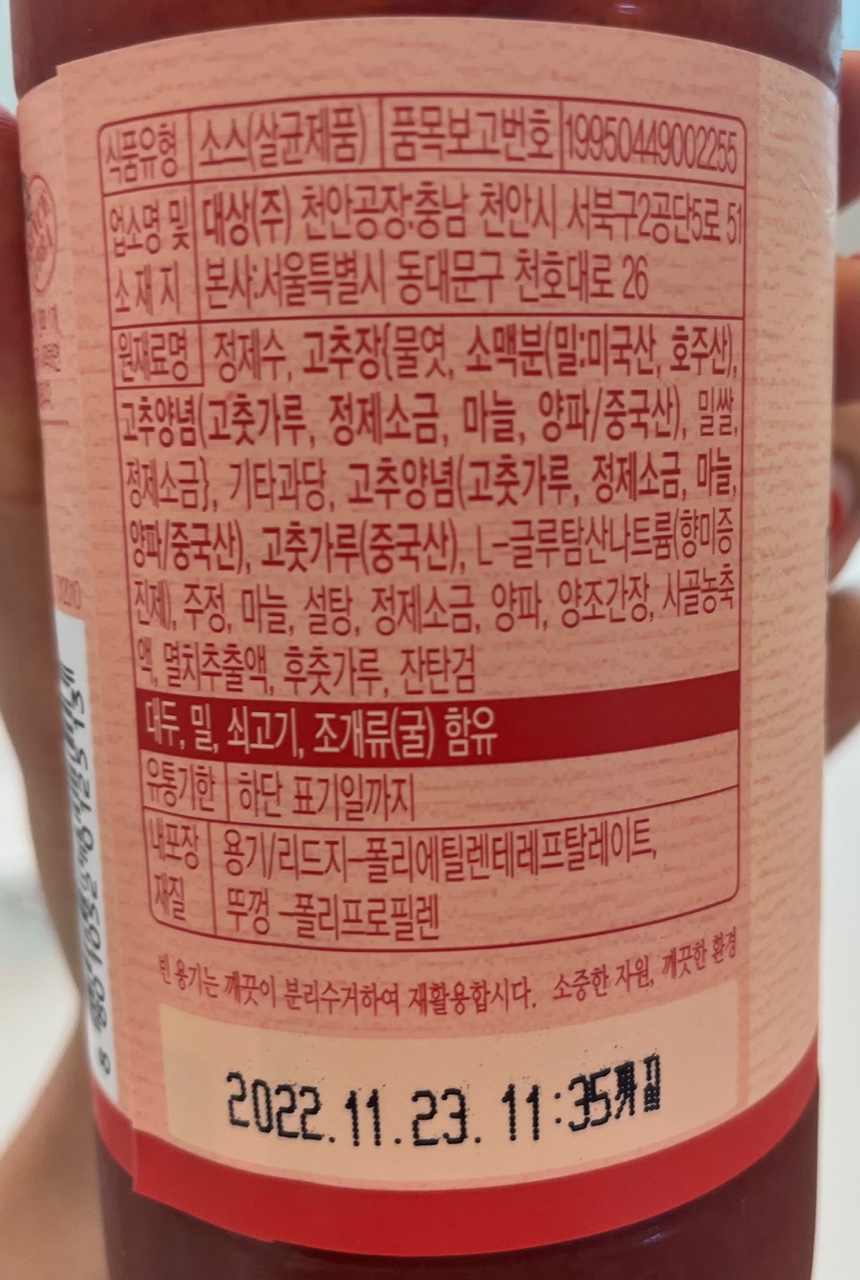 식품유형 소스(살균제품) 품목보고번호 19950449002255
업소명 및 대상(주) 천안공장:충남 천안시 서북구2공단5로 51
소 재 지 본사:서울특별시 동대문구 천호대로 26
원재료명 정제수, 고추장{물엿, 소맥분(밀:미국산, 호주산),
고추양념(고춧가루, 정제소금, 마늘, 양파/중국산), 밀쌀,
정제소금}, 기타과당, 고추양념(고춧가루, 정제소금, 마늘,
양파/중국산), 고춧가루(중국산), L-글루탐산나트륨(향미증
진제), 주정, 마늘, 설탕, 정제소금, 양파, 양조간장, 사골농축
액, 멸치추출액, 후춧가루, 잔탄검
대두, 밀, 쇠고기, 조개류(굴) 함유
유통기한 하단 표기일까지
내포장 용기/리드지-폴리에틸렌테레프탈레이트,
재질 뚜껑 -폴리프로필렌
빈 용기는 깨끗이 분리수거하여 재활용합시다. 소중한 자원, 깨끗한 환경
2022.11.23. 11:35까지